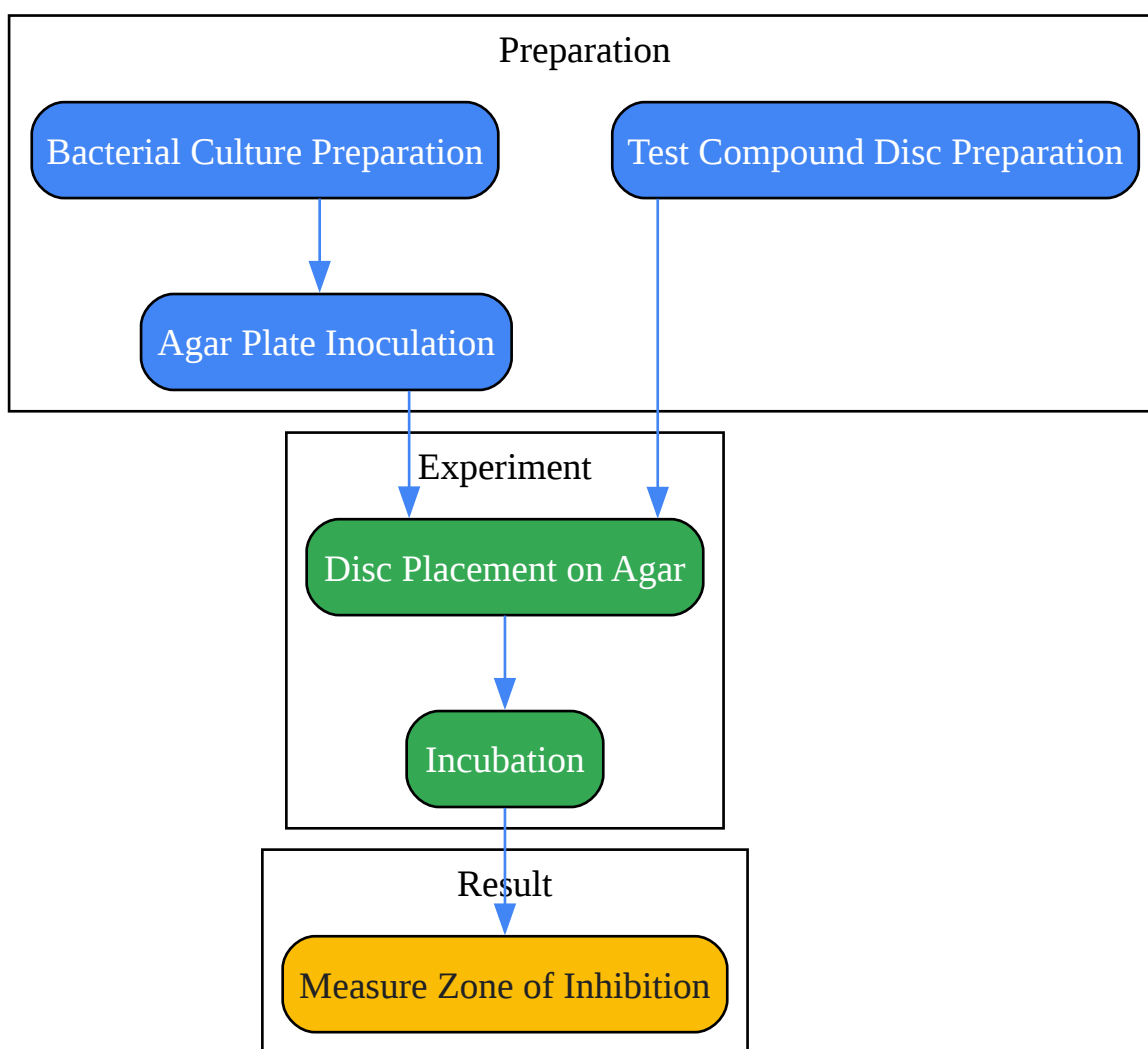 Preparation
Bacterial Culture Preparation
Test Compound Disc Preparation
Agar Plate Inoculation
Experiment
Disc Placement on Agar
Incubation
Result
Measure Zone of Inhibition